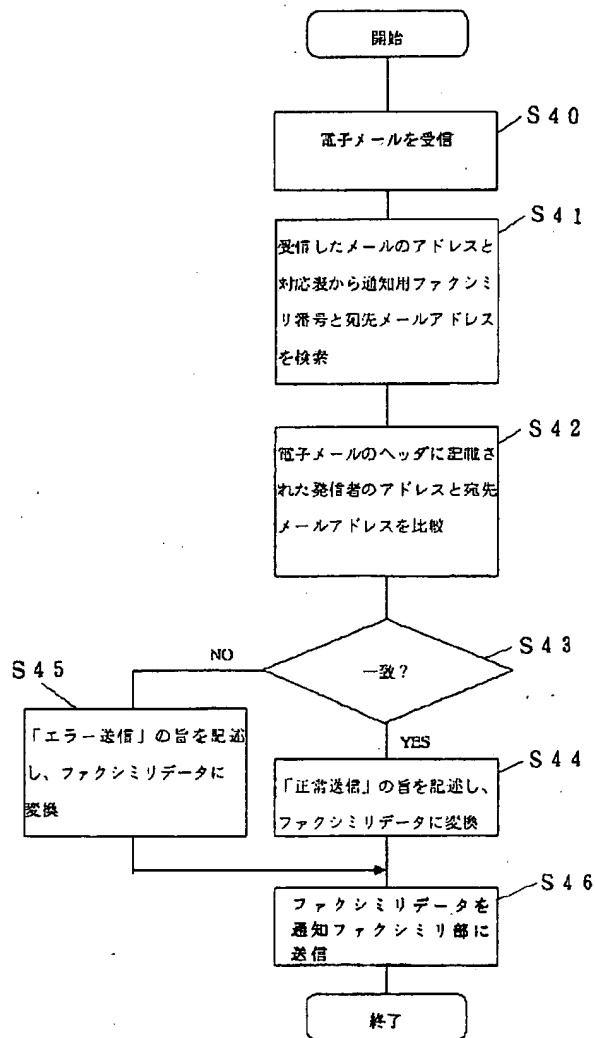 開始
電子メールを受信
S40
受信したメールのアドレスと
対応表から通知用ファクシミ
リ番号と宛先メールアドレス
を検索
S41
電子メールのヘッダに記載さ
れた発信者のアドレスと宛先
メールアドレスを比較
S42
一致?
S43
NO
YES
S45
「エラー送信」の旨を記述
し、ファクシミリデータに
変換
S44
「正常送信」の旨を記述し、
ファクシミリデータに変換
S46
ファクシミリデータを
通知ファクシミリ部に
送信
終了